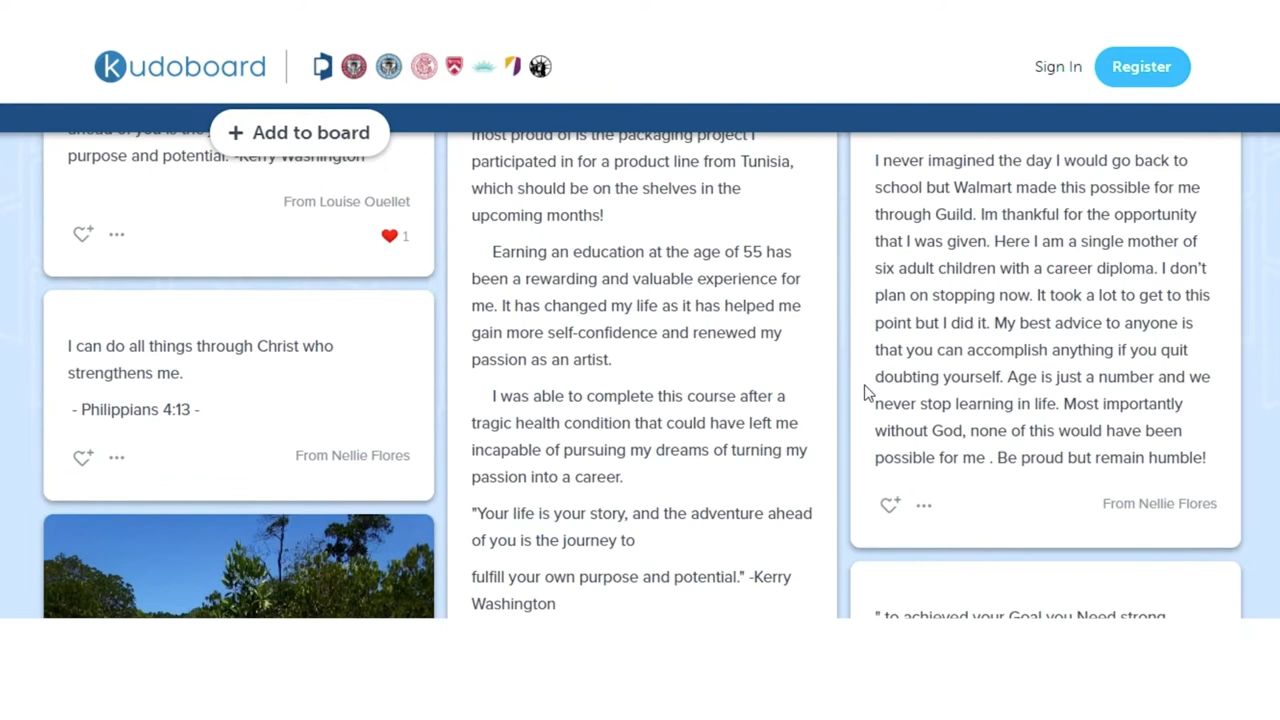 kudoboard
Sign In
Register
+ Add to board
purpose and potential. -Kerry Washington
From Louise Ouellet
1
I can do all things through Christ who
strengthens me.
- Philippians 4:13 -
From Nellie Flores
most proud of is the packaging project I
participated in for a product line from Tunisia,
which should be on the shelves in the
upcoming months!
Earning an education at the age of 55 has
been a rewarding and valuable experience for
me. It has changed my life as it has helped me
gain more self-confidence and renewed my
passion as an artist.
I was able to complete this course after a
tragic health condition that could have left me
incapable of pursuing my dreams of turning my
passion into a career.
"Your life is your story, and the adventure ahead
of you is the journey to
fulfill your own purpose and potential." -Kerry
Washington
I never imagined the day I would go back to
school but Walmart made this possible for me
through Guild. Im thankful for the opportunity
that I was given. Here I am a single mother of
six adult children with a career diploma. I don't
plan on stopping now. It took a lot to get to this
point but I did it. My best advice to anyone is
that you can accomplish anything if you quit
doubting yourself. Age is just a number and we
never stop learning in life. Most importantly
without God, none of this would have been
possible for me . Be proud but remain humble!
From Nellie Flores
" to achieved your Goal you Need strong